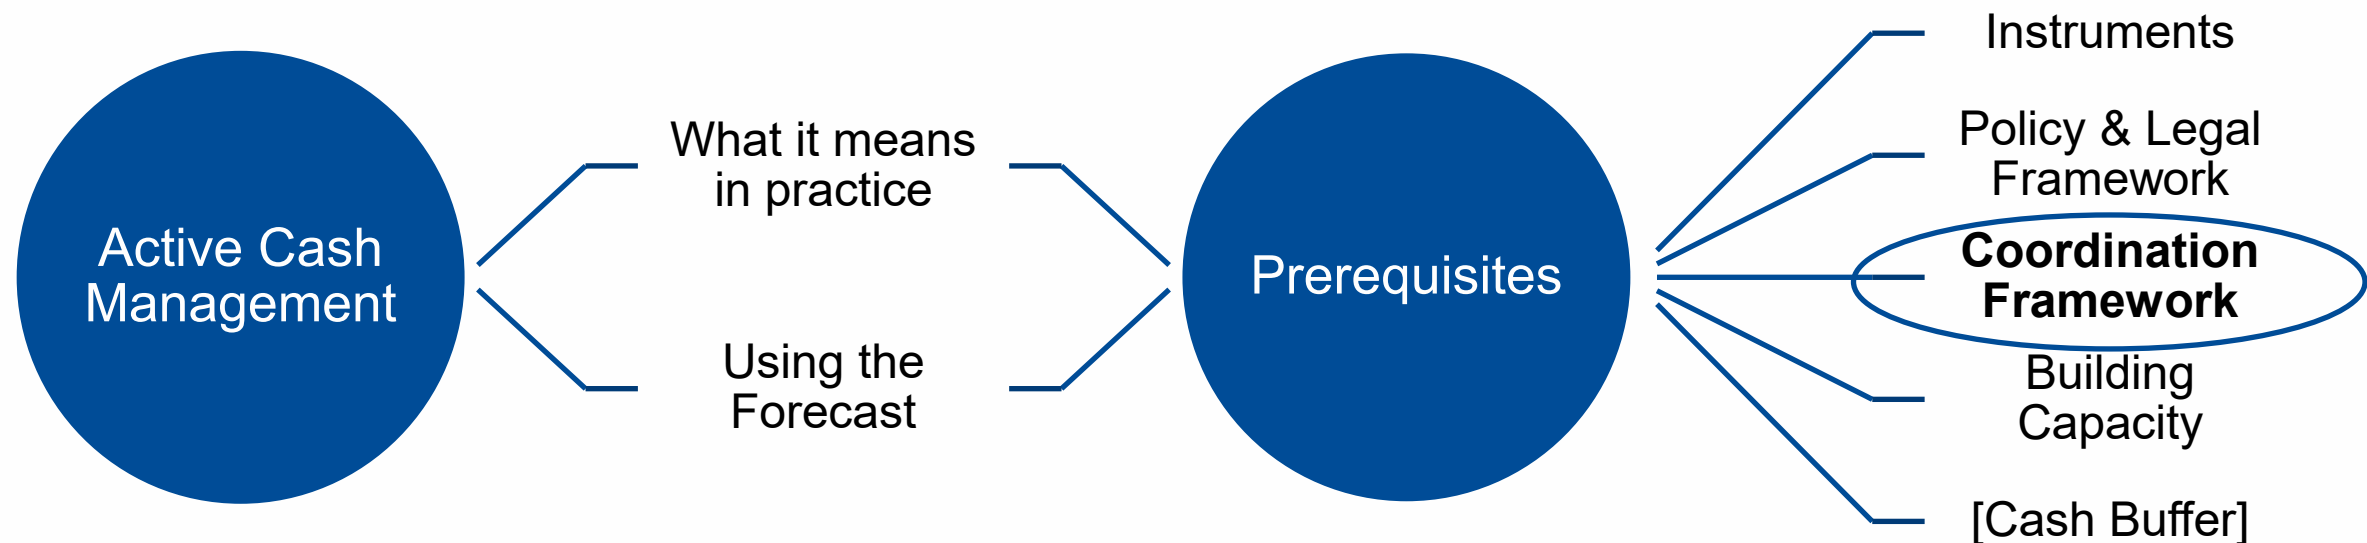 Active Cash
Management
What it means
in practice
Using the
Forecast
Prerequisites
Instruments
Policy & Legal
Framework
Coordination
Framework
Building
Capacity
[Cash Buffer]